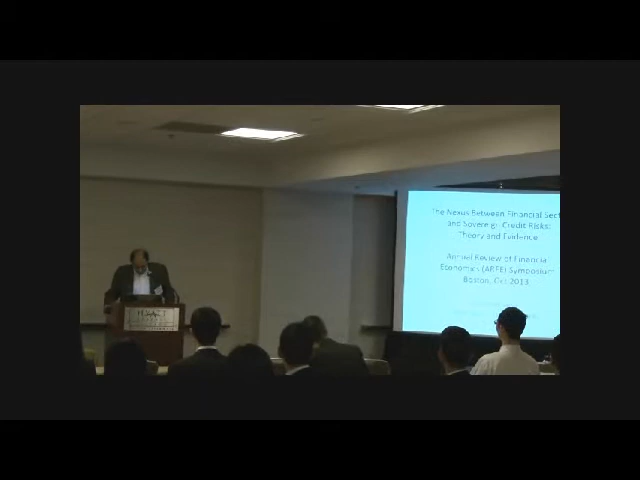 The Nexus Between Financial Sect
and Sovereign Credit Risks:
Theory and Evidence
Annual Review of Financial
Economics (ARFE) Symposium
Boston, Oct 2013
HYATT